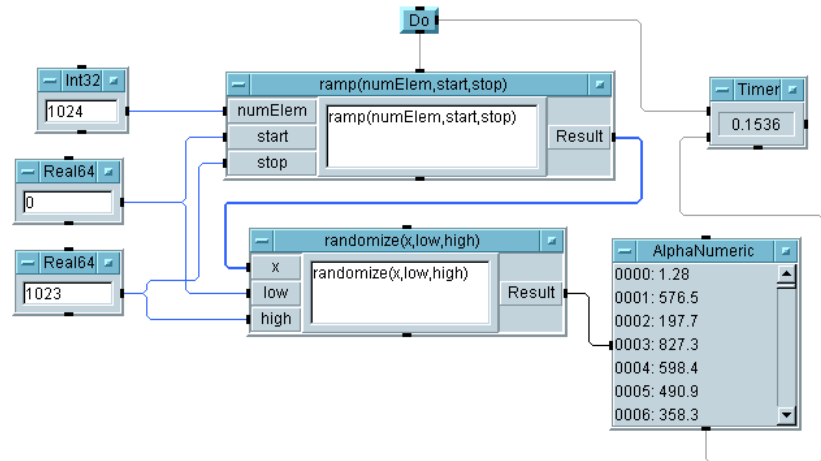 Do
Int32
1024
ramp(numElem,start,stop)
numElem
start
stop
ramp(numElem,start,stop)
Result
Timer
0.1536
Real64
0
Real64
1023
randomize(x,low,high)
x
low
high
randomize(x,low,high)
Result
AlphaNumeric
0000: 1.28
0001: 576.5
0002: 197.7
0003: 827.3
0004: 598.4
0005: 490.9
0006: 358.3